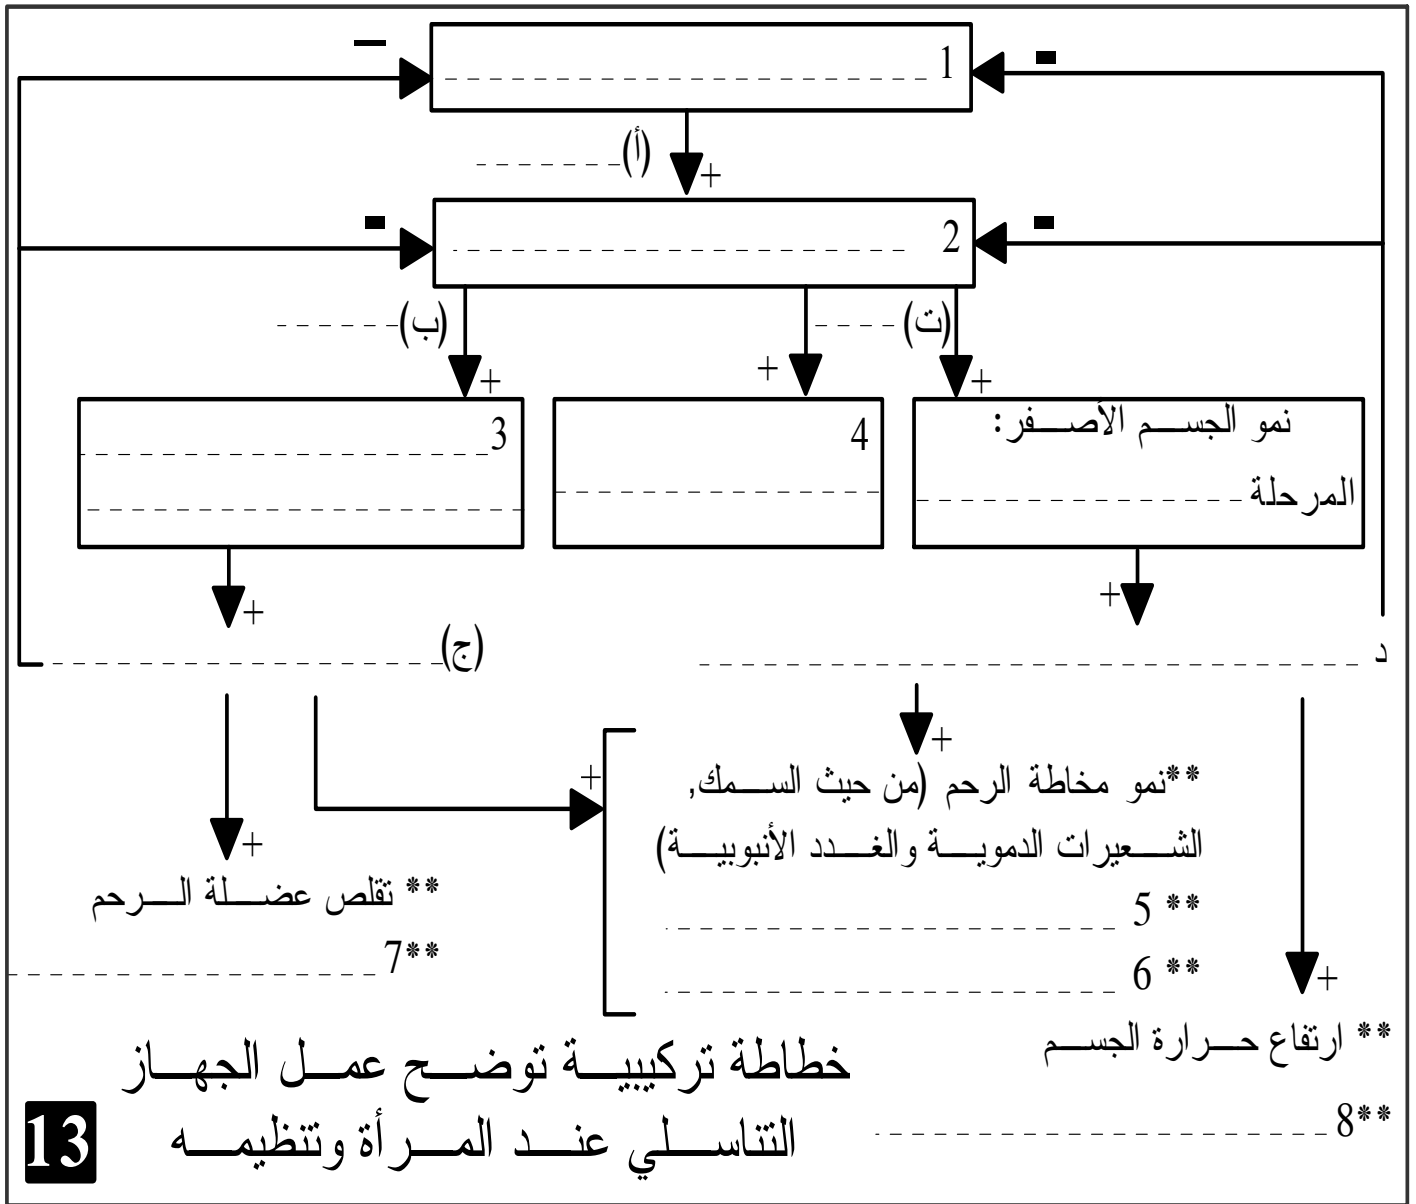 - -
1
(أ)
+
- -
2
(ب) (ت)
+ + +
3
4
نمو الجسم الأصفر:
المرحلة
+ +
(ج)
د
+
+
**نمو مخاطة الرحم (من حيث السمك,
الشعيرات الدموية والغدد الأنبوبية)
** 5
** 6
+
** تقلص عضلة الرحم
**7
+
** ارتفاع حرارة الجسم
**8
خطاطة تركيبية توضح عمل الجهاز
التناسلي عند المرأة وتنظيمه
13